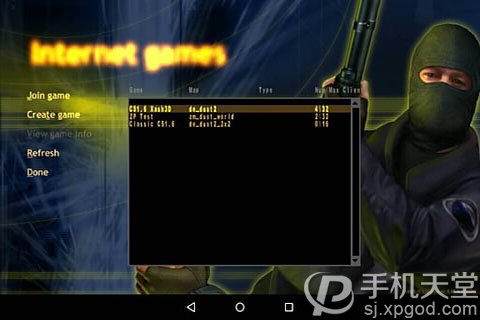 Internet games
Join game
Create game
View game info
Refresh
Done
Game Map Type Num/Max Client
CS1.6 Xash3D de_dust2 4/32
ZP Test zm_dust_world 2/32
Classic CS1.6 de_dust2_2x2 0/16
手机天堂
sj.xpgod.com